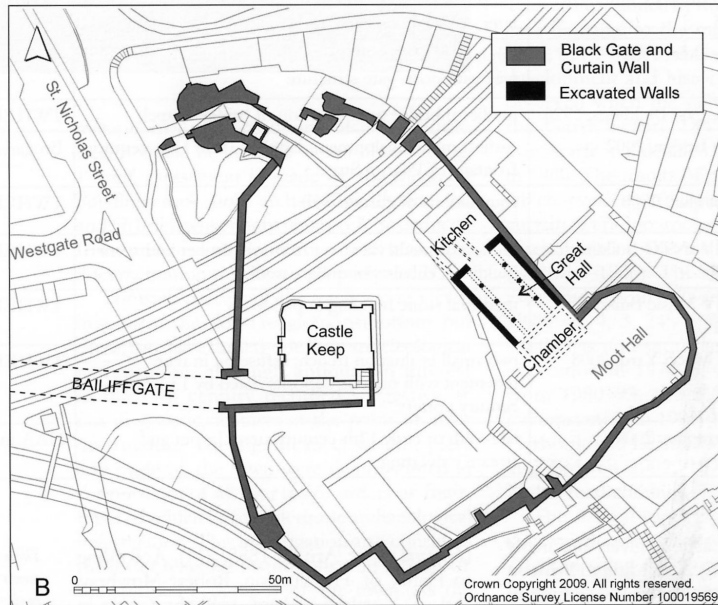 Black Gate and
Curtain Wall
Excavated Walls
St. Nicholas Street
Westgate Road
Kitchen
Great
Hall
Castle
Keep
Chamber
Moot Hall
BAILIFFGATE
B
0
50m
Crown Copyright 2009. All rights reserved.
Ordnance Survey License Number 100019569